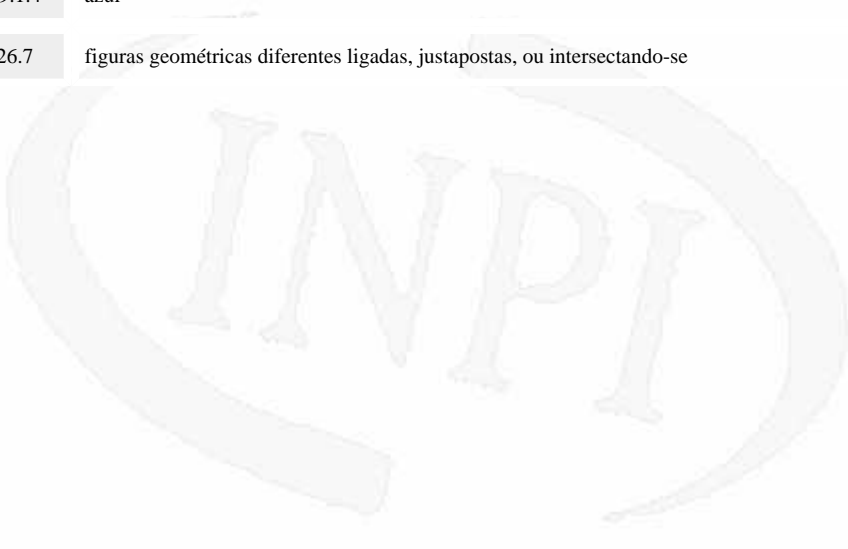 azul
26.7 figuras geométricas diferentes ligadas, justapostas, ou intersectando-se
INPI